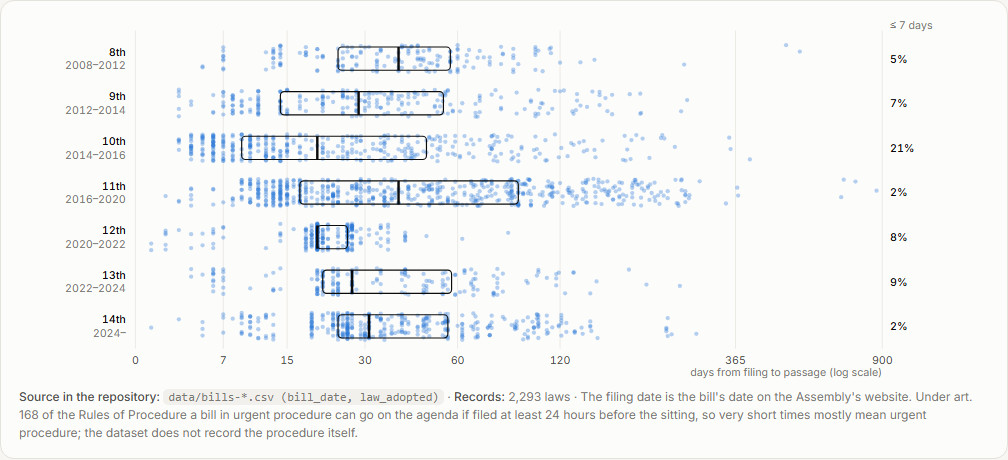 ≤ 7 days
8th
2008–2012
5%
9th
2012–2014
7%
10th
2014–2016
21%
11th
2016–2020
2%
12th
2020–2022
8%
13th
2022–2024
9%
14th
2024–
2%
0 7 15 30 60 120 365 900
days from filing to passage (log scale)
Source in the repository: data/bills-*.csv (bill_date, law_adopted) · Records: 2,293 laws · The filing date is the bill's date on the Assembly's website. Under art.
168 of the Rules of Procedure a bill in urgent procedure can go on the agenda if filed at least 24 hours before the sitting, so very short times mostly mean urgent
procedure; the dataset does not record the procedure itself.